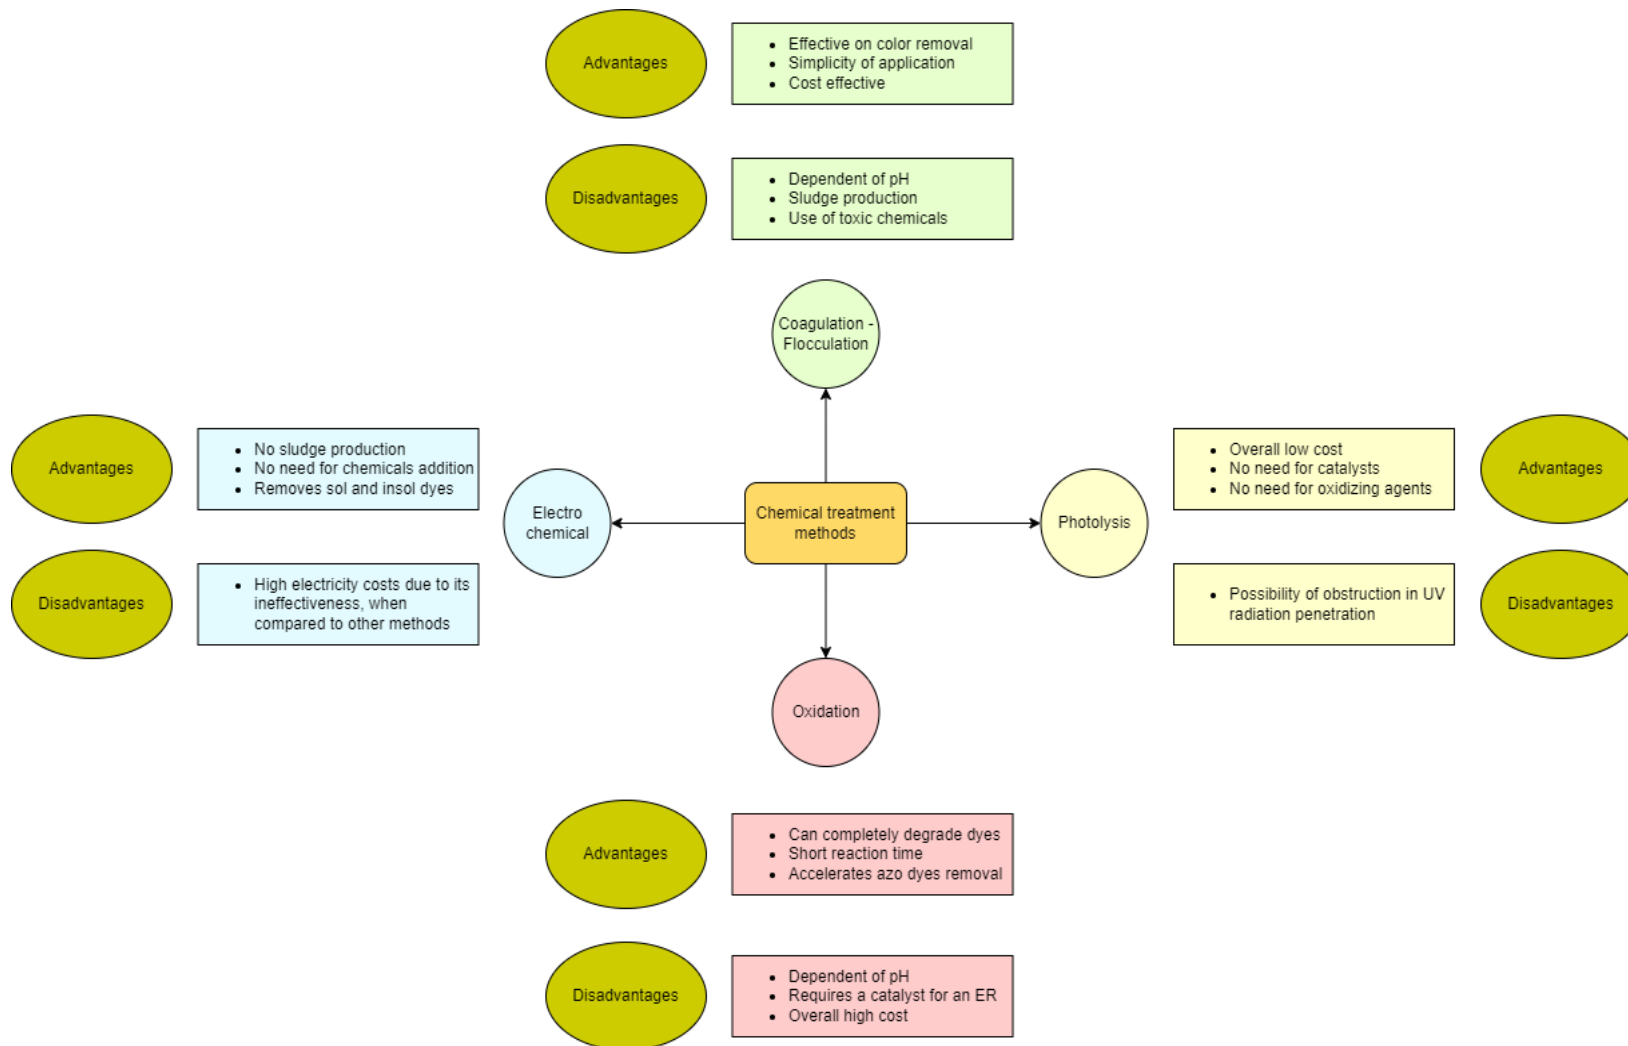 Advantages
• Effective on color removal
• Simplicity of application
• Cost effective
Disadvantages
• Dependent of pH
• Sludge production
• Use of toxic chemicals
Coagulation -
Flocculation
Advantages
• No sludge production
• No need for chemicals addition
• Removes sol and insol dyes
Disadvantages
• High electricity costs due to its
ineffectiveness, when
compared to other methods
Electro
chemical
Chemical treatment
methods
Photolysis
• Overall low cost
• No need for catalysts
• No need for oxidizing agents
Advantages
• Possibility of obstruction in UV
radiation penetration
Disadvantages
Oxidation
Advantages
• Can completely degrade dyes
• Short reaction time
• Accelerates azo dyes removal
Disadvantages
• Dependent of pH
• Requires a catalyst for an ER
• Overall high cost